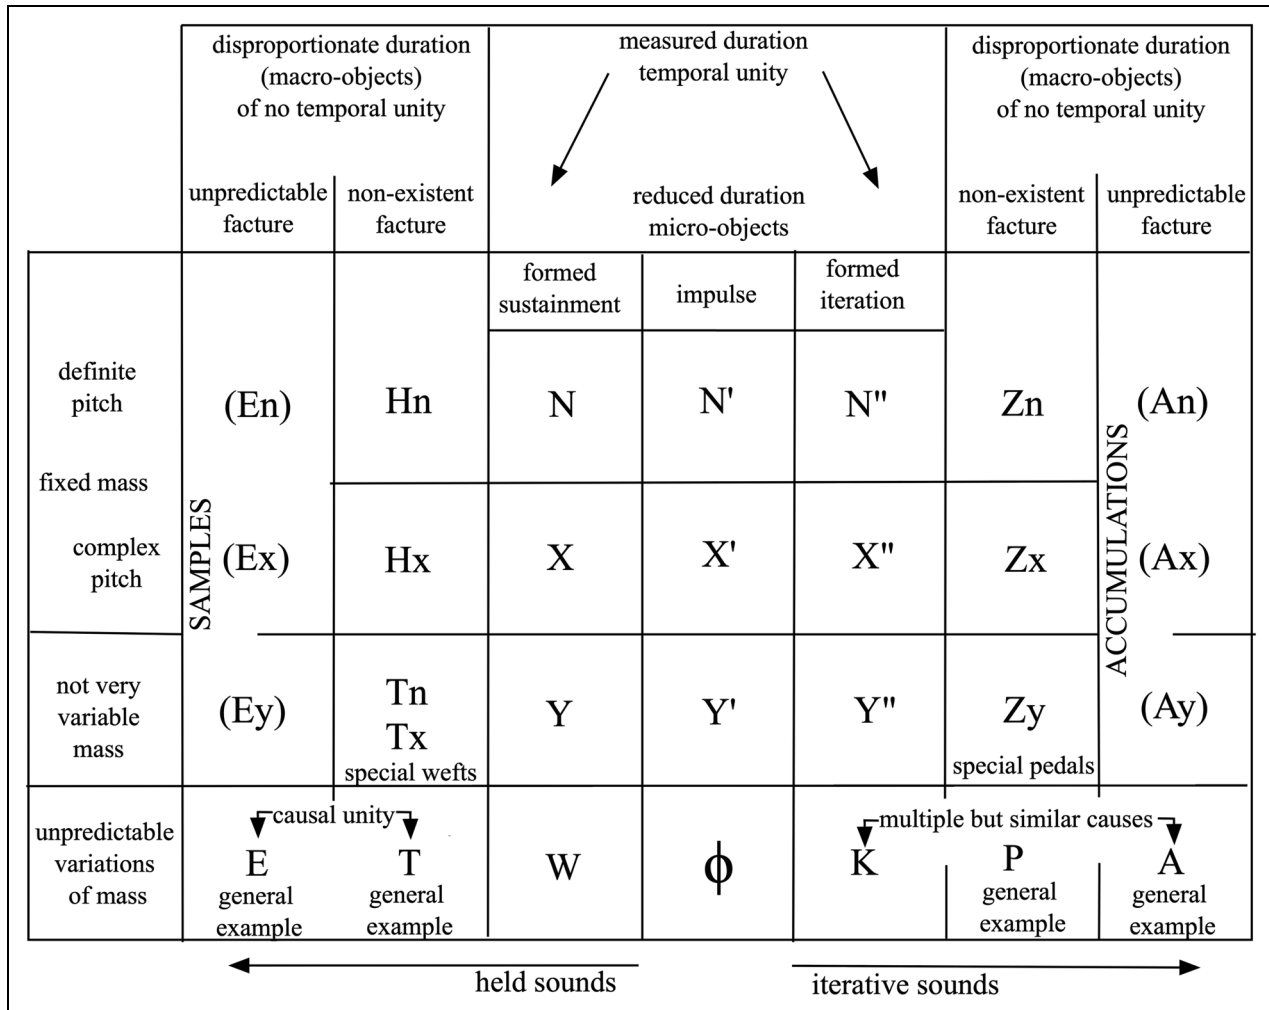 disproportionate duration
(macro-objects)
of no temporal unity
measured duration
temporal unity
disproportionate duration
(macro-objects)
of no temporal unity
unpredictable
facture
non-existent
facture
reduced duration
micro-objects
non-existent
facture
unpredictable
facture
formed
sustainment
impulse
formed
iteration
definite
pitch
(En)
Hn
N
N'
N"
Zn
(An)
fixed mass
SAMPLES
ACCUMULATIONS
complex
pitch
(Ex)
Hx
X
X'
X"
Zx
(Ax)
not very
variable
mass
(Ey)
Tn
Tx
special wefts
Y
Y'
Y"
Zy
special pedals
(Ay)
unpredictable
variations
of mass
causal unity
E
general
example
T
general
example
W
ϕ
multiple but similar causes
K
P
general
example
A
general
example
held sounds
iterative sounds